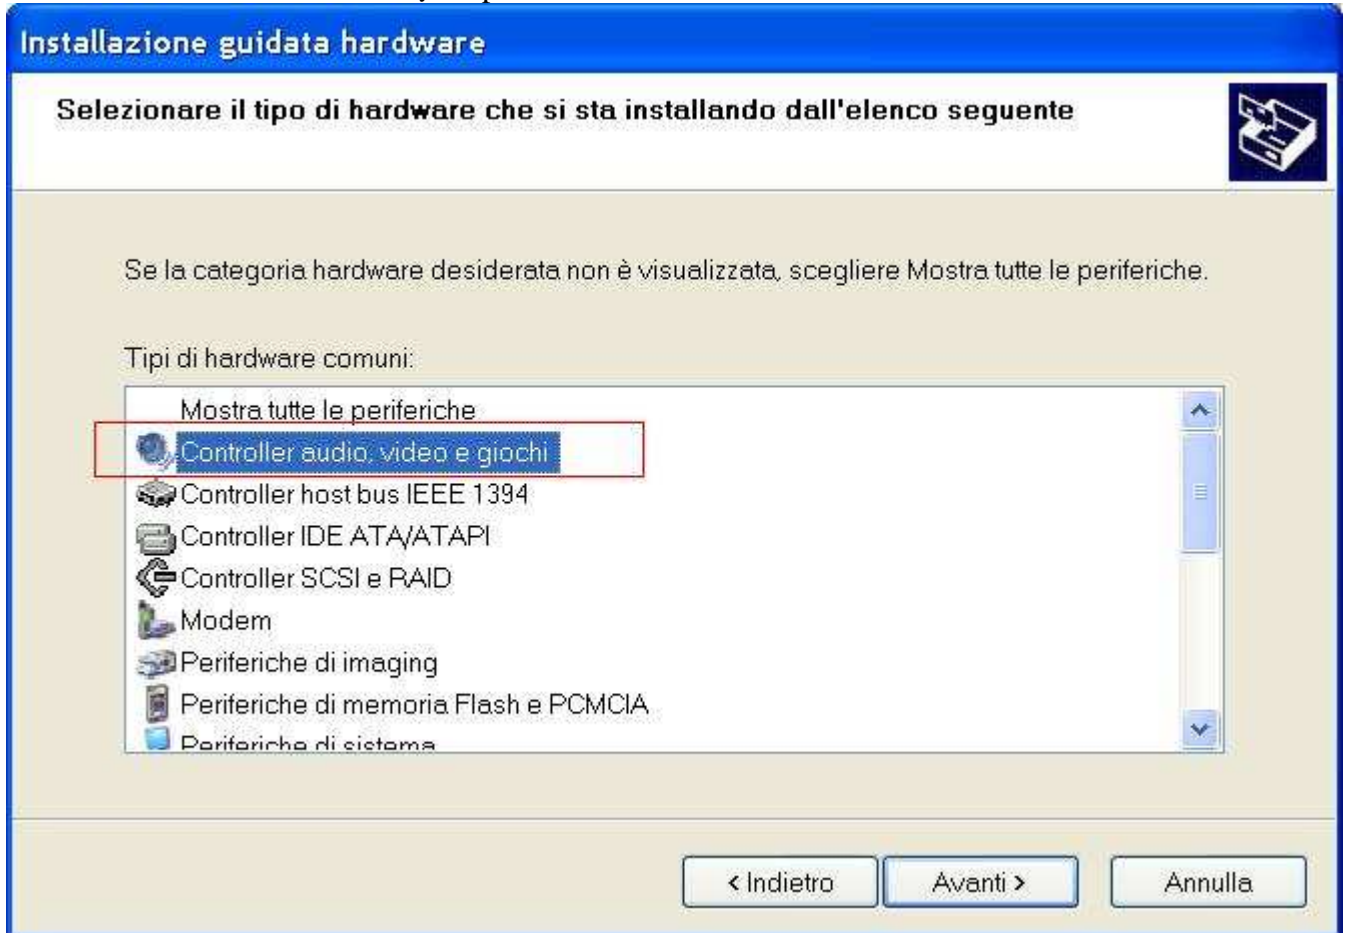 Installazione guidata hardware
Selezionare il tipo di hardware che si sta installando dall'elenco seguente
Se la categoria hardware desiderata non è visualizzata, scegliere Mostra tutte le periferiche.
Tipi di hardware comuni:
Mostra tutte le periferiche
Controller audio, video e giochi
Controller host bus IEEE 1394
Controller IDE ATA/ATAPI
Controller SCSI e RAID
Modem
Periferiche di imaging
Periferiche di memoria Flash e PCMCIA
Periferiche di sistema
< Indietro
Avanti >
Annulla